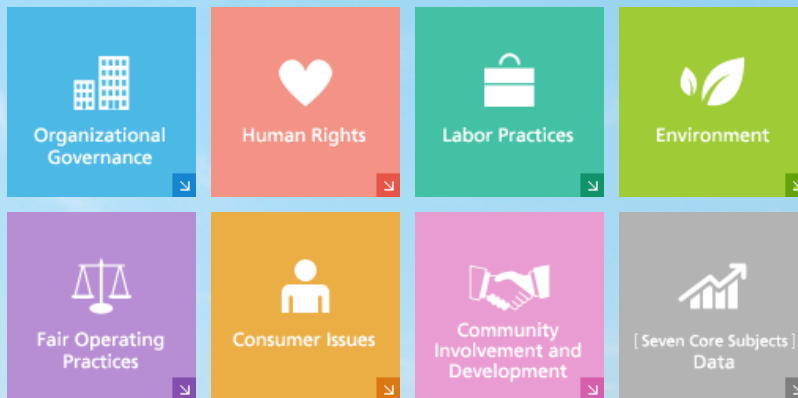 Organizational
Governance
Human Rights
Labor Practices
Environment
Fair Operating
Practices
Consumer Issues
Community
Involvement and
Development
[ Seven Core Subjects ]
Data